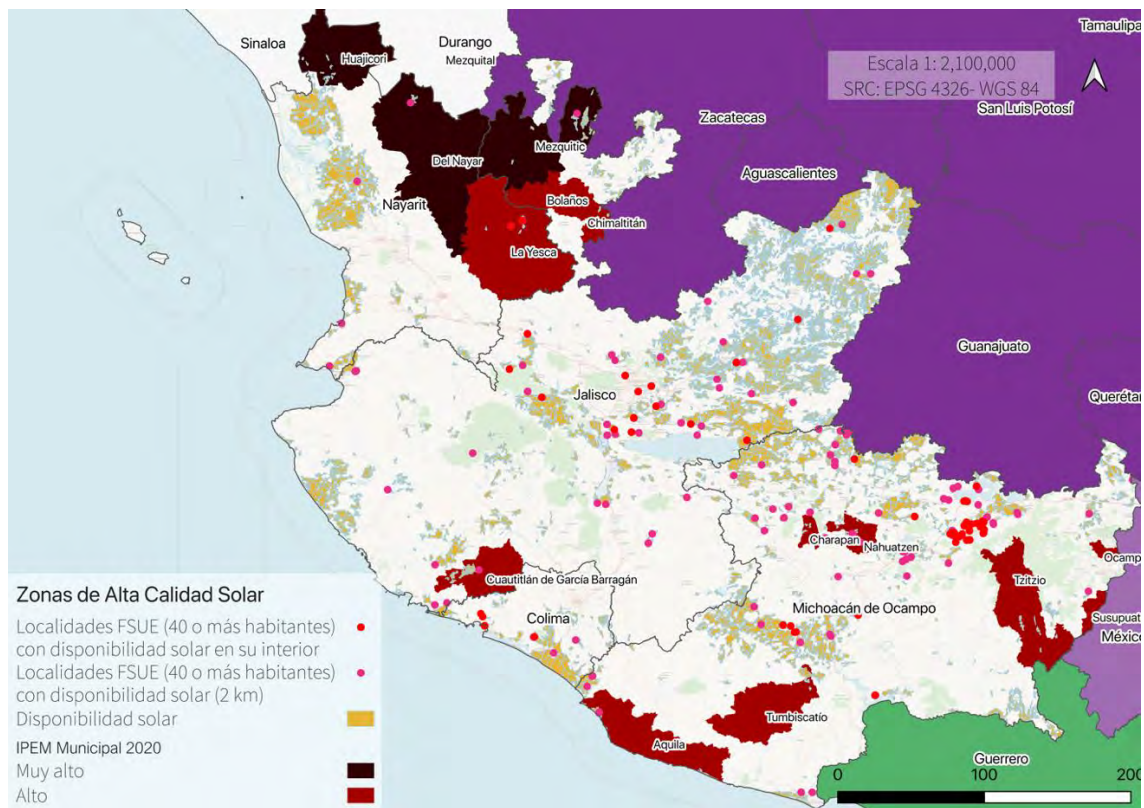 Tamaulipa
Sinaloa
Durango
Huajicori
Mezquital
Escala 1: 2,100,000
SRC: EPSG 4326- WGS 84
San Luis Potosí
Zacatecas
Mezquitic
Del Nayar
Aguascalientes
Nayarit
Bolaños
Chimaltitán
La Yesca
Guanajuato
Jalisco
Querétar
Charapan
Nahuatzen
Ocamp
Cuautitlán de García Barragán
Tzitzio
Colima
Michoacán de Ocampo
Susupuat
México
Tumbiscatío
Aquila
Guerrero
0 100 200
Zonas de Alta Calidad Solar
Localidades FSUE (40 o más habitantes)
con disponibilidad solar en su interior
Localidades FSUE (40 o más habitantes)
con disponibilidad solar (2 km)
Disponibilidad solar
IPEM Municipal 2020
Muy alto
Alto